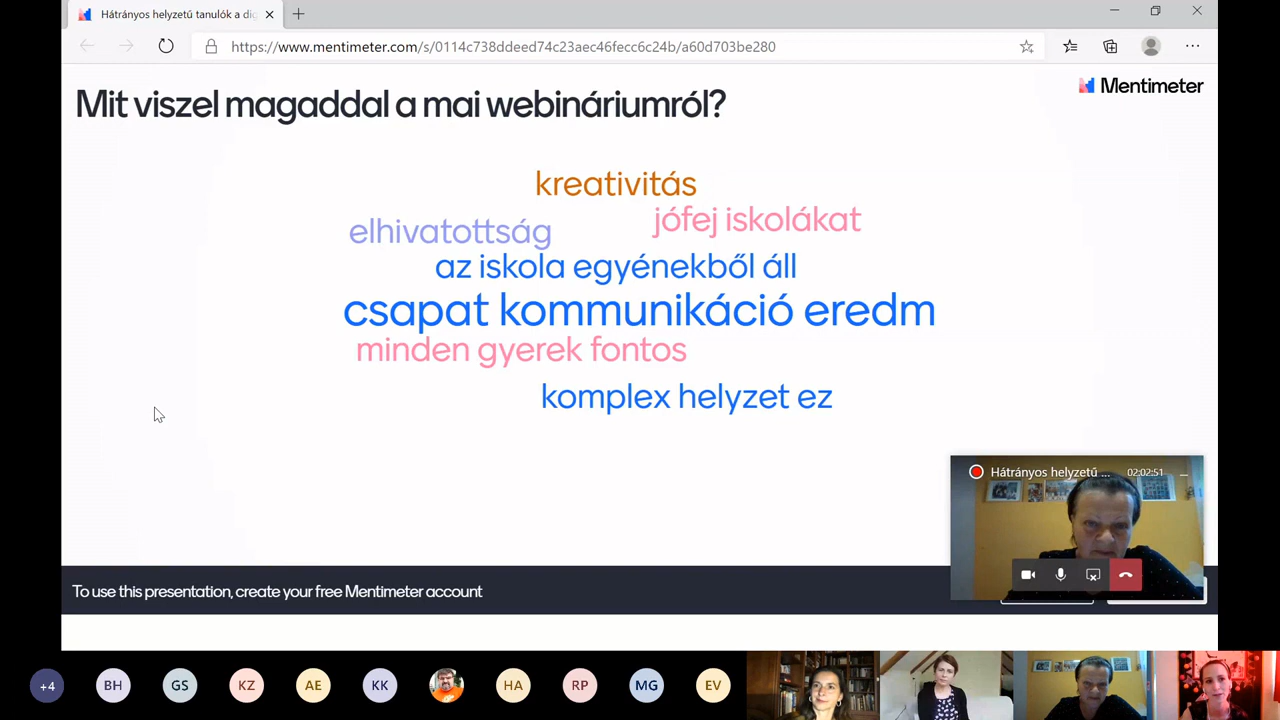 Hátrányos helyzetű tanulók a dig
https://www.mentimeter.com/s/0114c738ddeed74c23aec46fecc6c24b/a60d703be280
Mit viszel magaddal a mai webináriumról?
Mentimeter
kreativitás
jófej iskolákat
elhivatottság
az iskola egyénekből áll
csapat kommunikáció eredm
minden gyerek fontos
komplex helyzet ez
Hátrányos helyzetű ...
02:02:51
To use this presentation, create your free Mentimeter account
+4
BH
GS
KZ
AE
KK
HA
RP
MG
EV